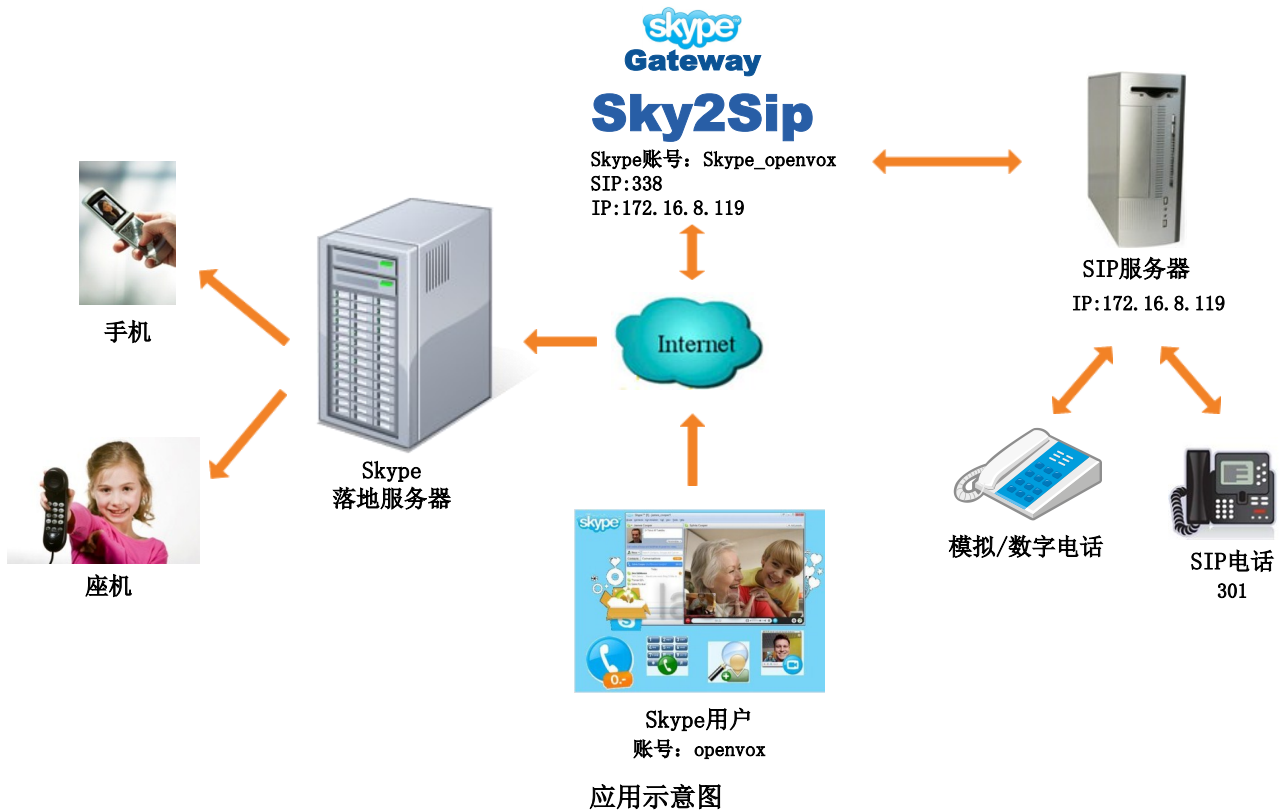 skype
Gateway
Sky2Sip
Skype账号：Skype_openvox
SIP:338
IP:172.16.8.119
SIP服务器
IP:172.16.8.119
手机
Internet
Skype
落地服务器
座机
模拟/数字电话
SIP电话
301
skype
0.-
Skype用户
账号：openvox
应用示意图